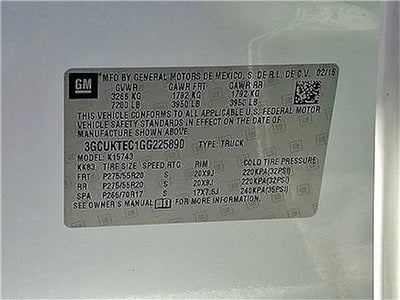 GM
MFD BY GENERAL MOTORS DE MEXICO, S. DE R.L. DE C.V. 02/16
GVWR GAWR FRT GAWR RR
3266 KG 1792 KG 1792 KG
7200 LB 3950 LB 3950 LB
THIS VEHICLE CONFORMS TO ALL APPLICABLE U.S. FEDERAL MOTOR
VEHICLE SAFETY STANDARDS IN EFFECT ON THE DATE OF
MANUFACTURE SHOWN ABOVE.
3GCUKTEC1GG225890 TYPE: TRUCK
MODEL: K15743
KK83 TIRE SIZE SPEED RTG RIM COLD TIRE PRESSURE
FRT P275/55R20 S 20X9J 220KPA(32PSI)
RR P275/55R20 S 20X9J 220KPA(32PSI)
SPA P265/70R17 S 17X7.5J 240KPA(35PSI)
SEE OWNER'S MANUAL FOR MORE INFORMATION